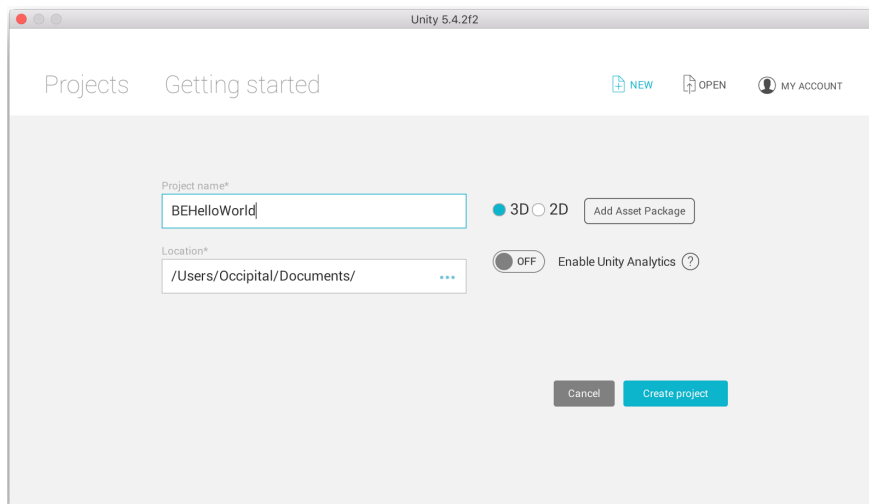 Unity 5.4.2f2
Projects Getting started NEW OPEN MY ACCOUNT
Project name*
BEHelloWorld 3D 2D Add Asset Package
Location*
/Users/Occipital/Documents/ ••• OFF Enable Unity Analytics ?
Cancel Create project